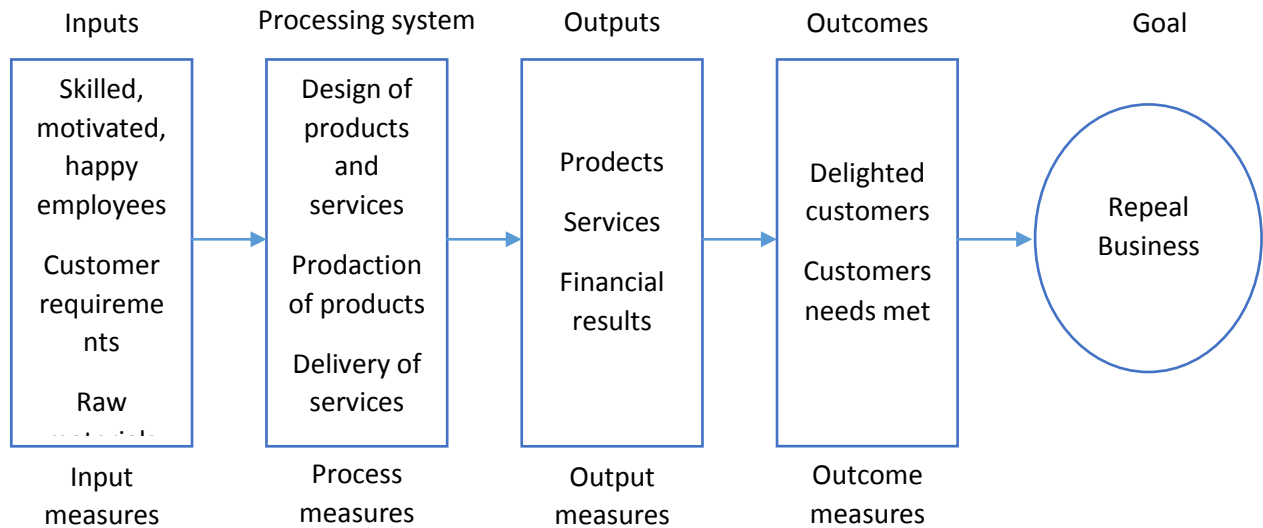 Inputs
Processing system
Outputs
Outcomes
Goal
Skilled,
motivated,
happy
employees
Customer
requireme
nts
Raw
Design of
products
and
services
Prodaction
of products
Delivery of
services
Prodects
Services
Financial
results
Delighted
customers
Customers
needs met
Repeal
Business
Input
measures
Process
measures
Output
measures
Outcome
measures